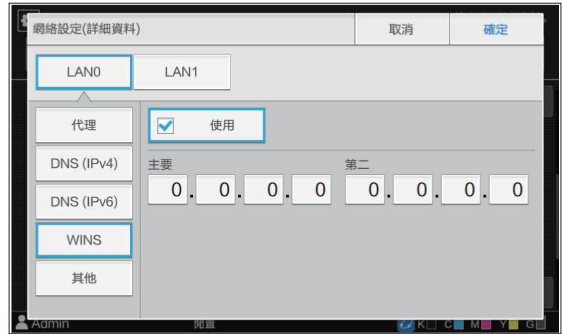 網絡設定(詳細資料)
取消
確定
LAN0
LAN1
代理
DNS (IPv4)
DNS (IPv6)
WINS
其他
使用
主要
第二
0 . 0 . 0 . 0
0 . 0 . 0 . 0
Admin
閒置
K C M Y G